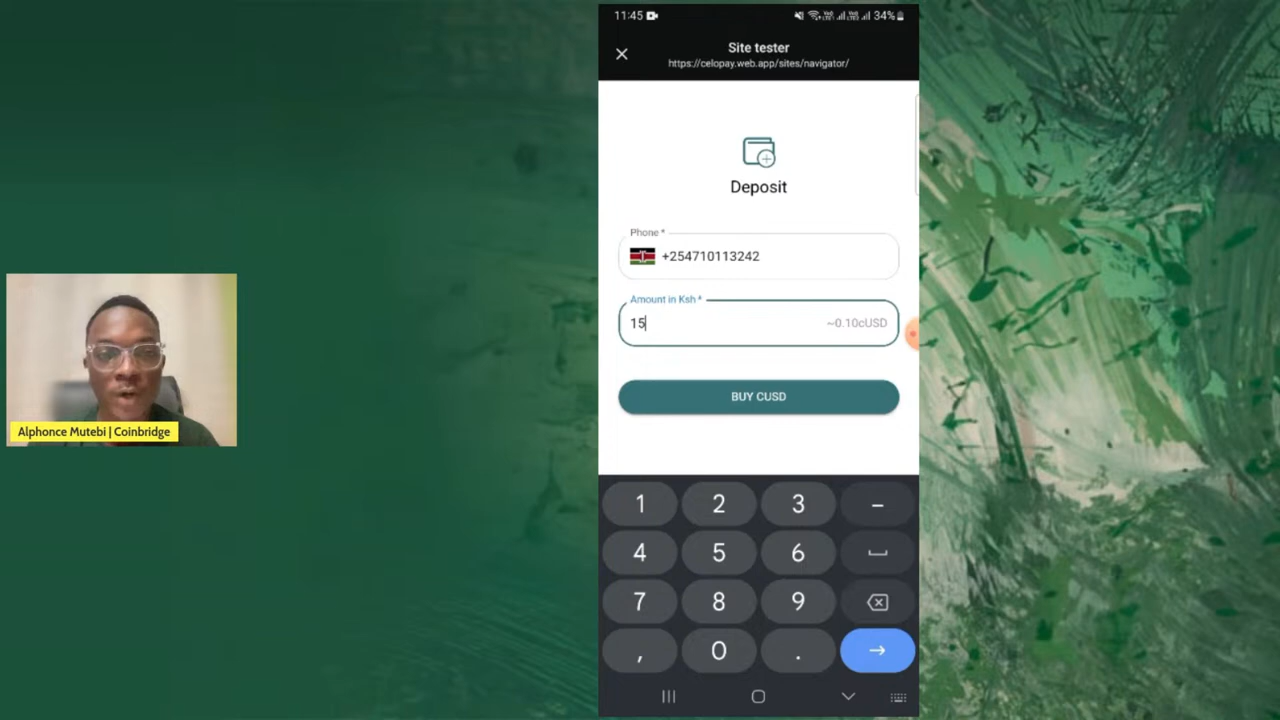 11:45
34%
Site tester
https://celopay.web.app/sites/navigator/
Deposit
Phone *
+254710113242
Amount in Ksh *
15
~0.10cUSD
BUY CUSD
Alphonce Mutebi | Coinbridge
1 2 3 –
4 5 6
7 8 9
, 0 .